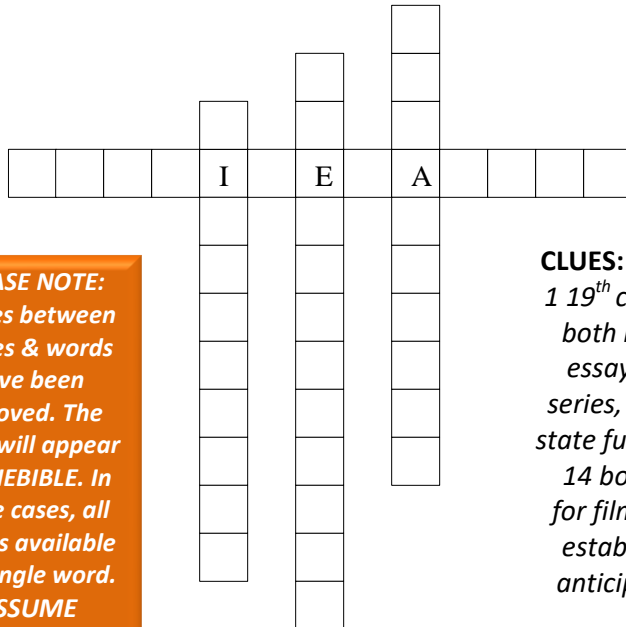 I E A
ASE NOTE:
es between
es & words
ve been
oved. The
will appear
IEBIBLE. In
e cases, all
s available
ngle word.
SSUME
CLUES:
1 19th c
both
essay
series,
state fu
14 bo
for film
estab
anticip